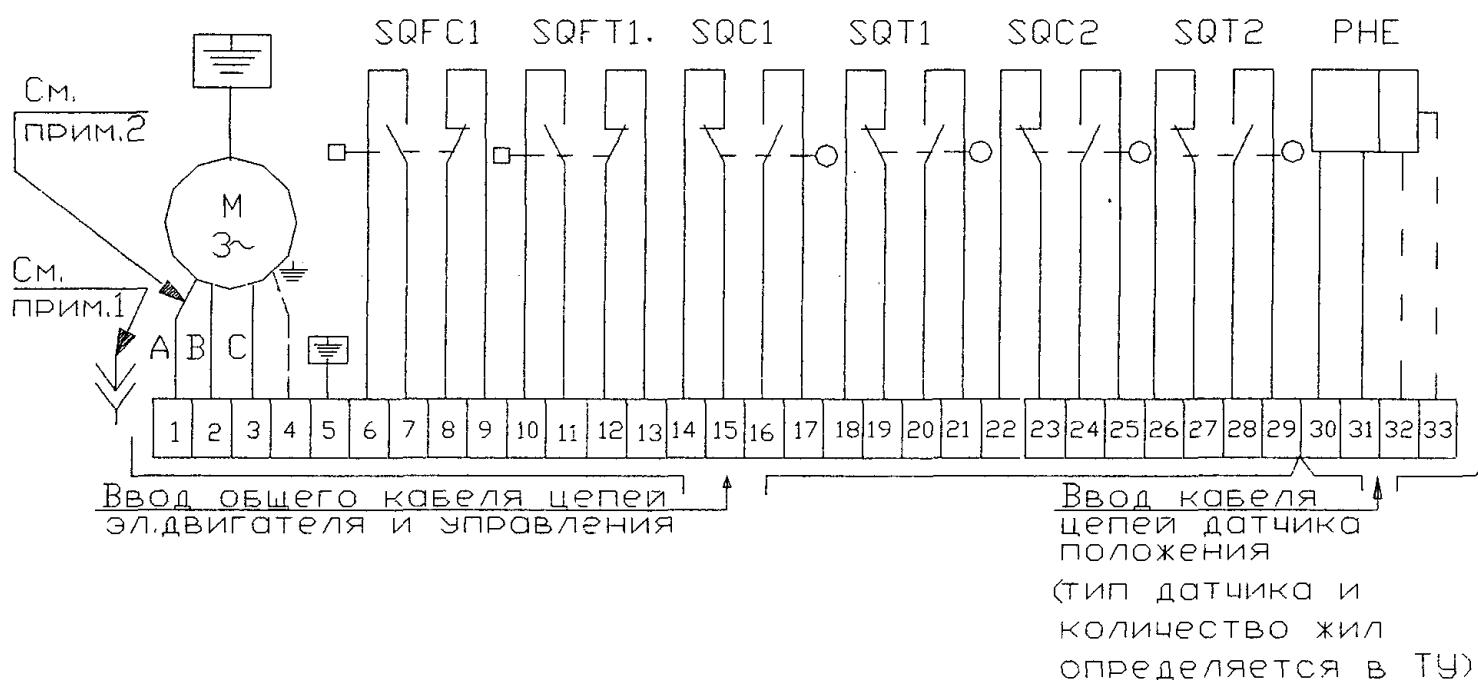 SQFC1 SQFT1. SQC1 SQT1 SQC2 SQT2 PHE
См.
прим.2
М
3~
См.
прим.1
А В С
1 2 3 4 5 6 7 8 9 10 11 12 13 14 15 16 17 18 19 20 21 22 23 24 25 26 27 28 29 30 31 32 33
Ввод общего кабеля цепей
эл.двигателя и управления
Ввод кабеля
цепей датчика
положения
(тип датчика и
количество жил
определяется в ТУ)